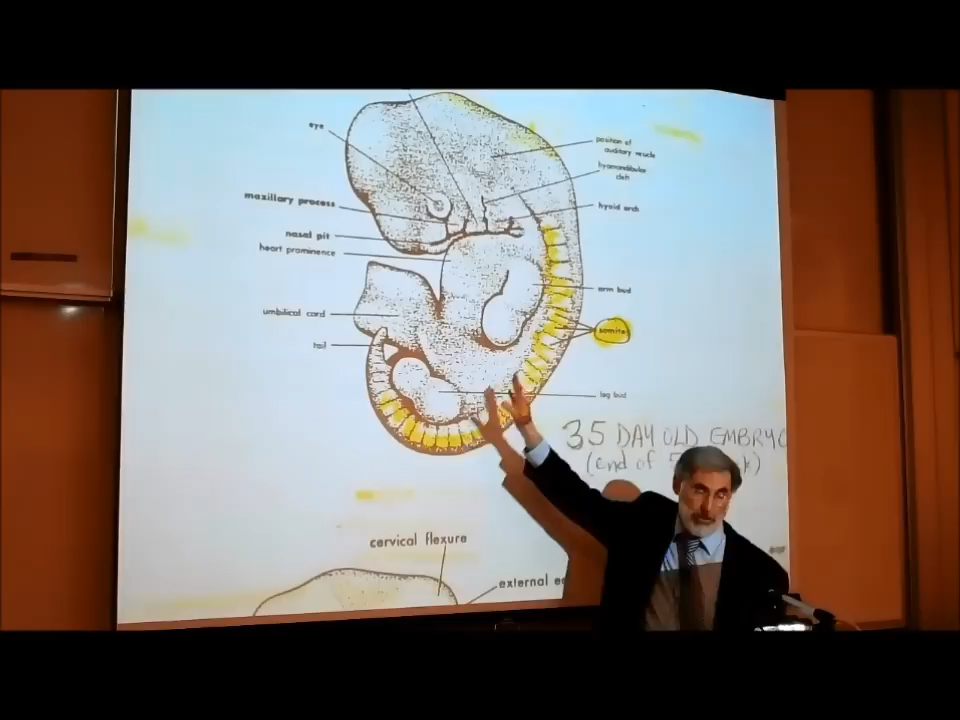 eye
maxillary process
nasal pit
heart prominence
umbilical cord
tail
position of
auditory vesicle
hyomandibular
cleft
hyoid arch
arm bud
somite
leg bud
35 DAY OLD EMBRYO
(end of 5
cervical flexure
external